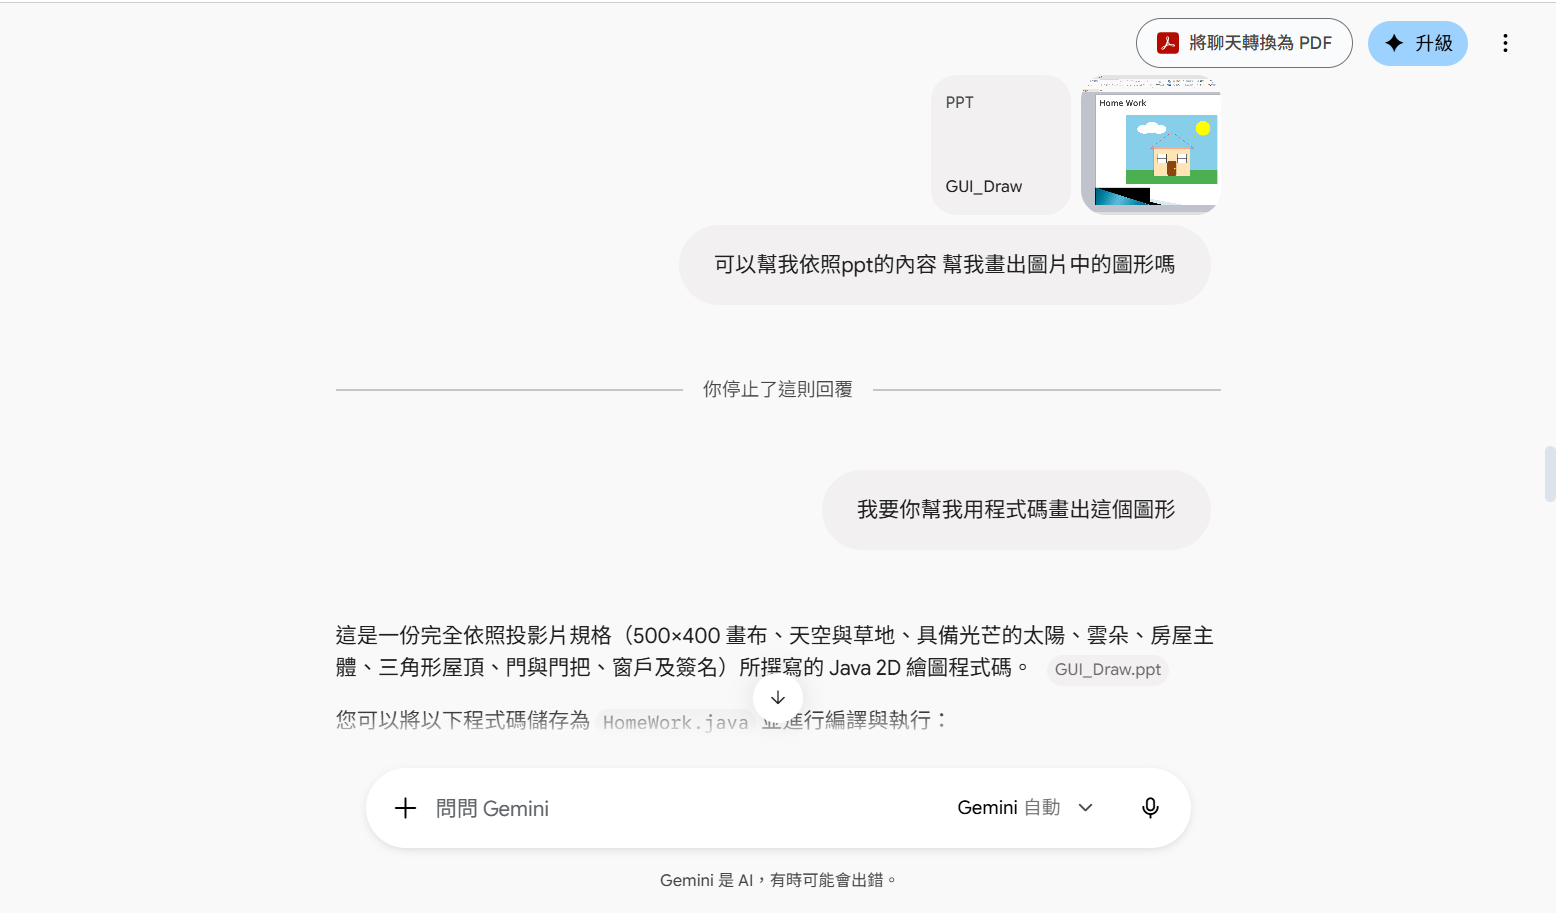 將聊天轉換為 PDF
升級
PPT
GUI_Draw
Home Work
可以幫我依照ppt的內容 幫我畫出圖片中的圖形嗎
你停止了這則回覆
我要你幫我用程式碼畫出這個圖形
這是一份完全依照投影片規格（500×400 畫布、天空與草地、具備光芒的太陽、雲朵、房屋主
體、三角形屋頂、門與門把、窗戶及簽名）所撰寫的 Java 2D 繪圖程式碼。 GUI_Draw.ppt
您可以將以下程式碼儲存為 HomeWork.java 並進行編譯與執行：
問問 Gemini
Gemini 自動
Gemini 是 AI，有時可能會出錯。